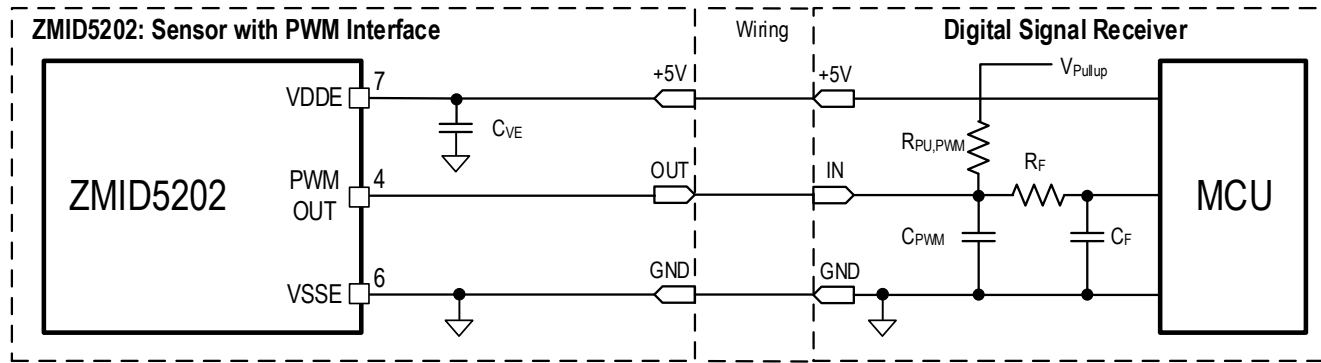 ZMID5202: Sensor with PWM Interface
Wiring
Digital Signal Receiver
7
+5V
+5V
VPullup
VDDE
CVE
RPU,PWM
RF
ZMID5202
PWM
OUT
4
OUT
IN
MCU
CPWM
CF
VSSE
6
GND
GND